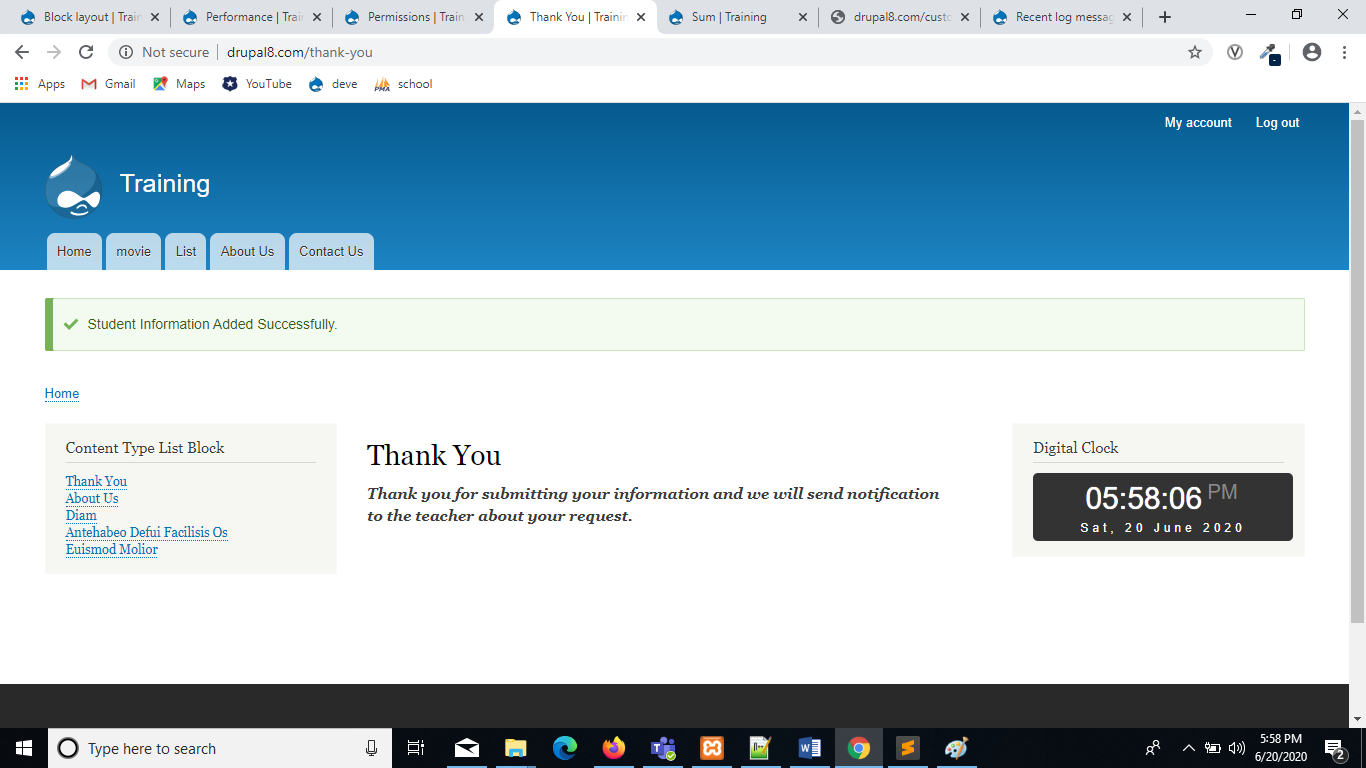 Block layout | Train
Performance | Train
Permissions | Train
Thank You | Training
Sum | Training
drupal8.com/custo
Recent log messag
Not secure | drupal8.com/thank-you
Apps Gmail Maps YouTube deve PMA school
My account Log out
Training
Home movie List About Us Contact Us
Student Information Added Successfully.
Home
Content Type List Block
Thank You
About Us
Diam
Antehabeo Defui Facilisis Os
Euismod Molior
Thank You
Thank you for submitting your information and we will send notification
to the teacher about your request.
Digital Clock
05:58:06 PM
Sat, 20 June 2020
Type here to search
5:58 PM
6/20/2020
2